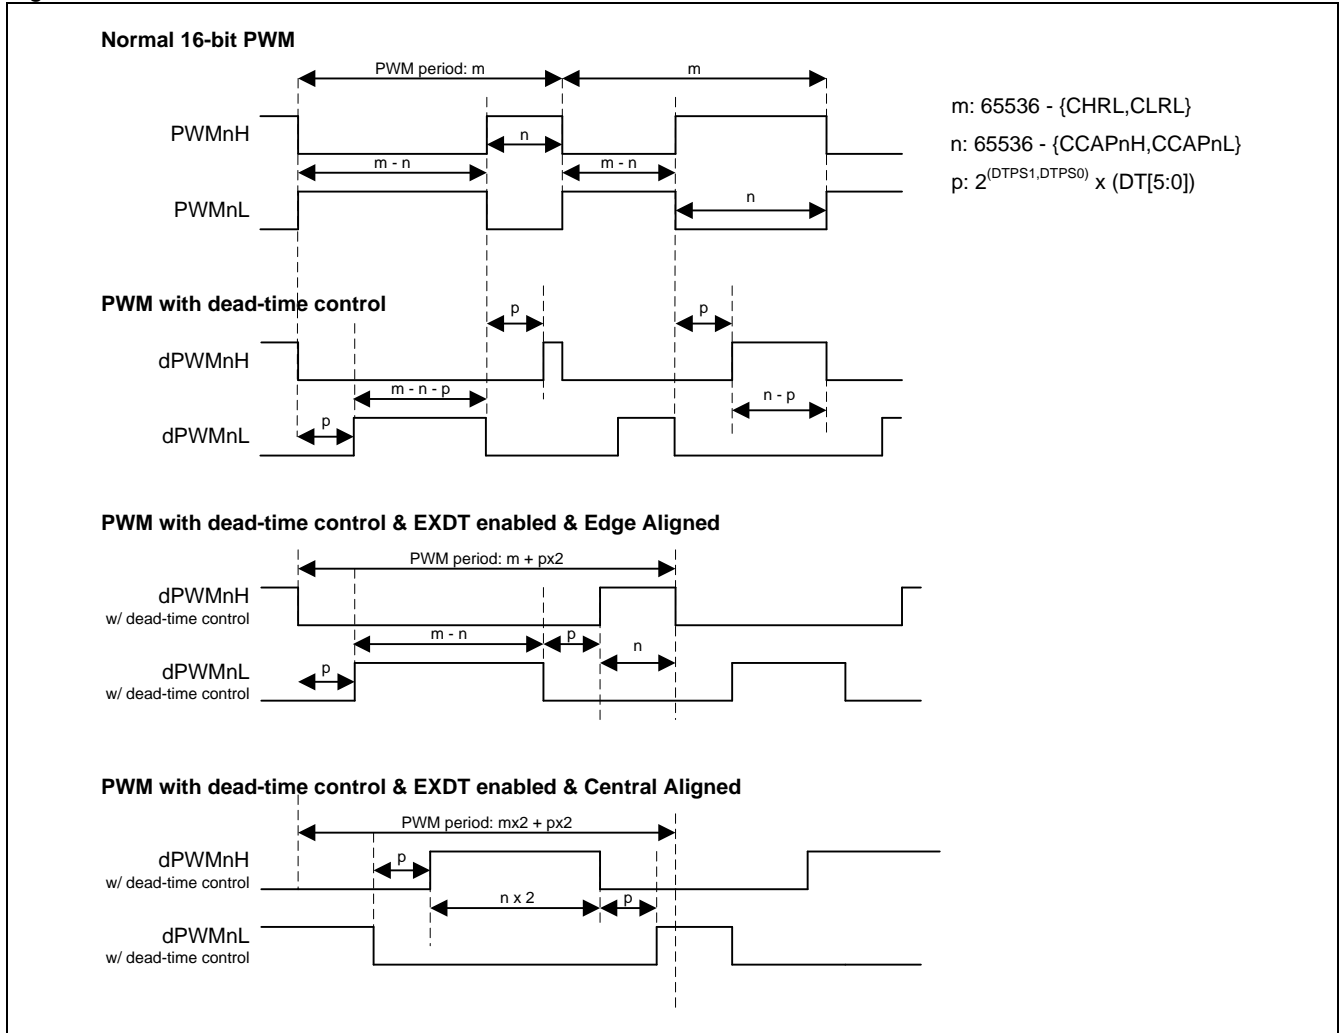 Normal 16-bit PWM
PWM period: m
m
m: 65536 - {CHRL,CLRL}
PWMnH
n
n: 65536 - {CCAPnH,CCAPnL}
m - n
m - n
p: 2^(DTPS1,DTPS0) x (DT[5:0])
PWMnL
n
PWM with dead-time control
p
p
dPWMnH
m - n - p
n - p
p
dPWMnL
PWM with dead-time control & EXDT enabled & Edge Aligned
PWM period: m + px2
dPWMnH
w/ dead-time control
m - n
p
n
p
dPWMnL
w/ dead-time control
PWM with dead-time control & EXDT enabled & Central Aligned
PWM period: mx2 + px2
p
dPWMnH
w/ dead-time control
n x 2
p
dPWMnL
w/ dead-time control